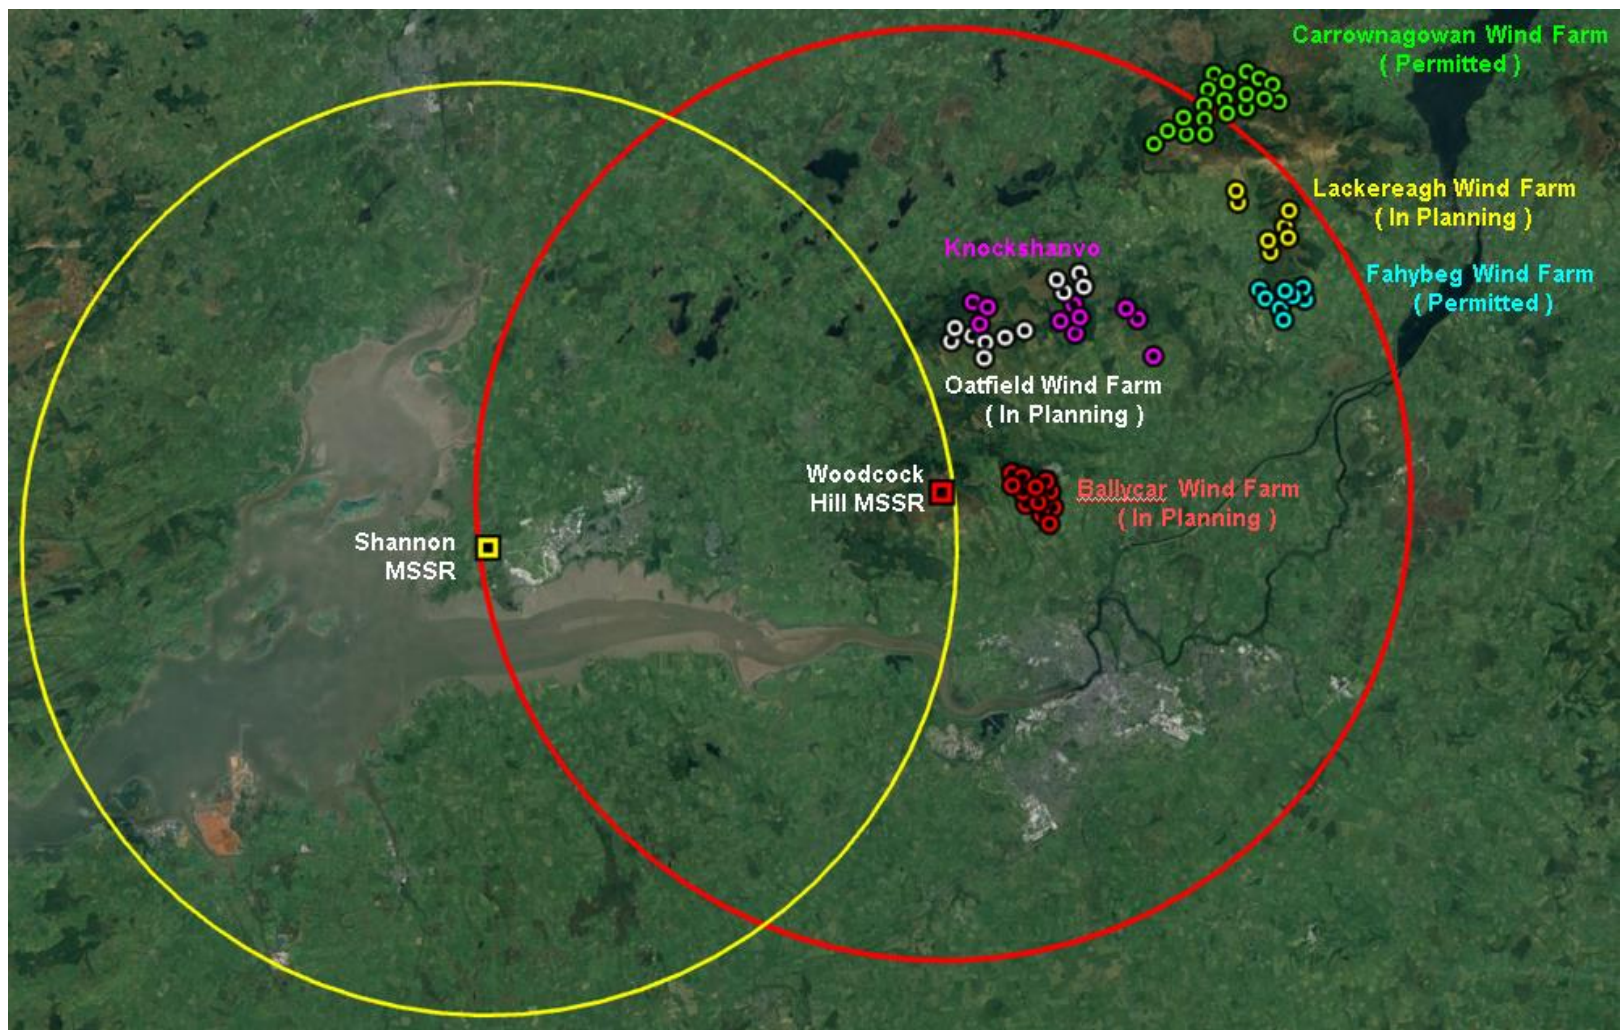 Carrownagowan Wind Farm
( Permitted )
Lackereagh Wind Farm
( In Planning )
Knockshanvo
Fahybeg Wind Farm
( Permitted )
Oatfield Wind Farm
( In Planning )
Woodcock
Hill MSSR
Ballycar Wind Farm
( In Planning )
Shannon
MSSR